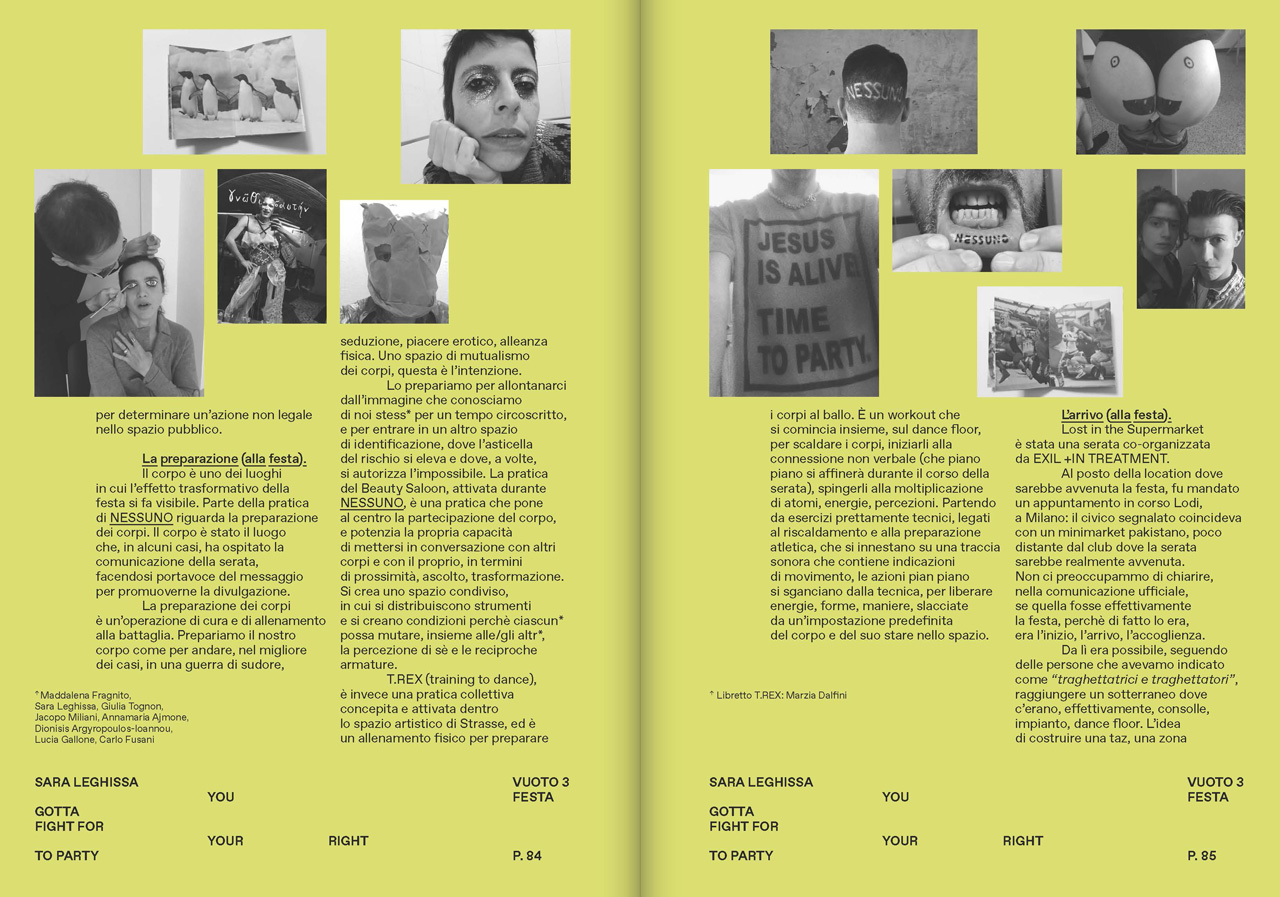 γνῶθι σαυτήν
per determinare un'azione non legale
nello spazio pubblico.
La preparazione (alla festa).
Il corpo è uno dei luoghi
in cui l'effetto trasformativo della
festa si fa visibile. Parte della pratica
di NESSUNO riguarda la preparazione
dei corpi. Il corpo è stato il luogo
che, in alcuni casi, ha ospitato la
comunicazione della serata,
facendosi portavoce del messaggio
per promuoverne la divulgazione.
La preparazione dei corpi
è un'operazione di cura e di allenamento
alla battaglia. Prepariamo il nostro
corpo come per andare, nel migliore
dei casi, in una guerra di sudore,
↑Maddalena Fragnito,
Sara Leghissa, Giulia Tognon,
Jacopo Miliani, Annamaria Ajmone,
Dionisis Argyropoulos-Ioannou,
Lucia Gallone, Carlo Fusani
seduzione, piacere erotico, alleanza
fisica. Uno spazio di mutualismo
dei corpi, questa è l'intenzione.
Lo prepariamo per allontanarci
dall'immagine che conosciamo
di noi stess* per un tempo circoscritto,
e per entrare in un altro spazio
di identificazione, dove l'asticella
del rischio si eleva e dove, a volte,
si autorizza l'impossibile. La pratica
del Beauty Saloon, attivata durante
NESSUNO, è una pratica che pone
al centro la partecipazione del corpo,
e potenzia la propria capacità
di mettersi in conversazione con altri
corpi e con il proprio, in termini
di prossimità, ascolto, trasformazione.
Si crea uno spazio condiviso,
in cui si distribuiscono strumenti
e si creano condizioni perchè ciascun*
possa mutare, insieme alle/gli altr*,
la percezione di sè e le reciproche
armature.
T.REX (training to dance),
è invece una pratica collettiva
concepita e attivata dentro
lo spazio artistico di Strasse, ed è
un allenamento fisico per preparare
SARA LEGHISSA
VUOTO 3
YOU
FESTA
GOTTA
FIGHT FOR
YOUR
RIGHT
TO PARTY
P. 84
NESSUNO
JESUS
IS ALIVE
TIME
TO PARTY.
NESSUNO
i corpi al ballo. È un workout che
si comincia insieme, sul dance floor,
per scaldare i corpi, iniziarli alla
connessione non verbale (che piano
piano si affinerà durante il corso della
serata), spingerli alla moltiplicazione
di atomi, energie, percezioni. Partendo
da esercizi prettamente tecnici, legati
al riscaldamento e alla preparazione
atletica, che si innestano su una traccia
sonora che contiene indicazioni
di movimento, le azioni pian piano
si sganciano dalla tecnica, per liberare
energie, forme, maniere, slacciate
da un'impostazione predefinita
del corpo e del suo stare nello spazio.
↑ Libretto T.REX: Marzia Dalfini
L'arrivo (alla festa).
Lost in the Supermarket
è stata una serata co-organizzata
da EXIL +IN TREATMENT.
Al posto della location dove
sarebbe avvenuta la festa, fu mandato
un appuntamento in corso Lodi,
a Milano: il civico segnalato coincideva
con un minimarket pakistano, poco
distante dal club dove la serata
sarebbe realmente avvenuta.
Non ci preoccupammo di chiarire,
nella comunicazione ufficiale,
se quella fosse effettivamente
la festa, perchè di fatto lo era,
era l'inizio, l'arrivo, l'accoglienza.
Da lì era possibile, seguendo
delle persone che avevamo indicato
come “traghettatrici e traghettatori”,
raggiungere un sotterraneo dove
c'erano, effettivamente, consolle,
impianto, dance floor. L'idea
di costruire una taz, una zona
SARA LEGHISSA
VUOTO 3
YOU
FESTA
GOTTA
FIGHT FOR
YOUR
RIGHT
TO PARTY
P. 85